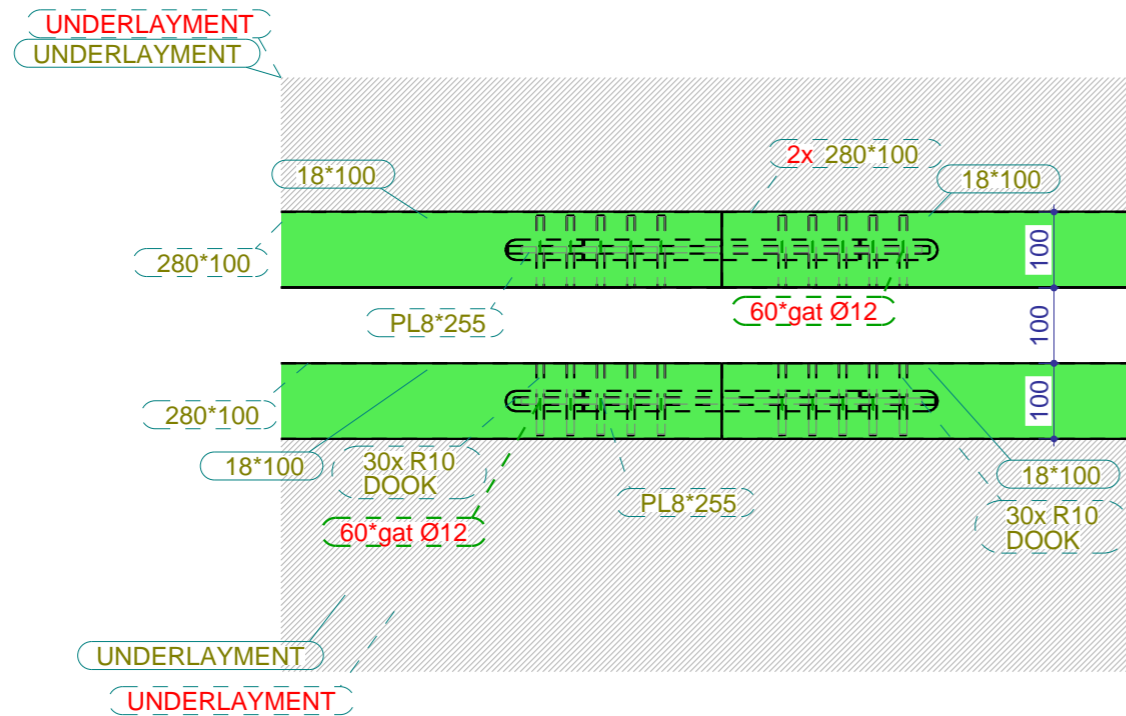 UNDERLAYMENT
UNDERLAYMENT
2x 280*100
18*100
18*100
280*100
100
PL8*255
60*gat Ø12
100
280*100
100
18*100
30x R10
DOOK
18*100
PL8*255
30x R10
DOOK
60*gat Ø12
UNDERLAYMENT
UNDERLAYMENT